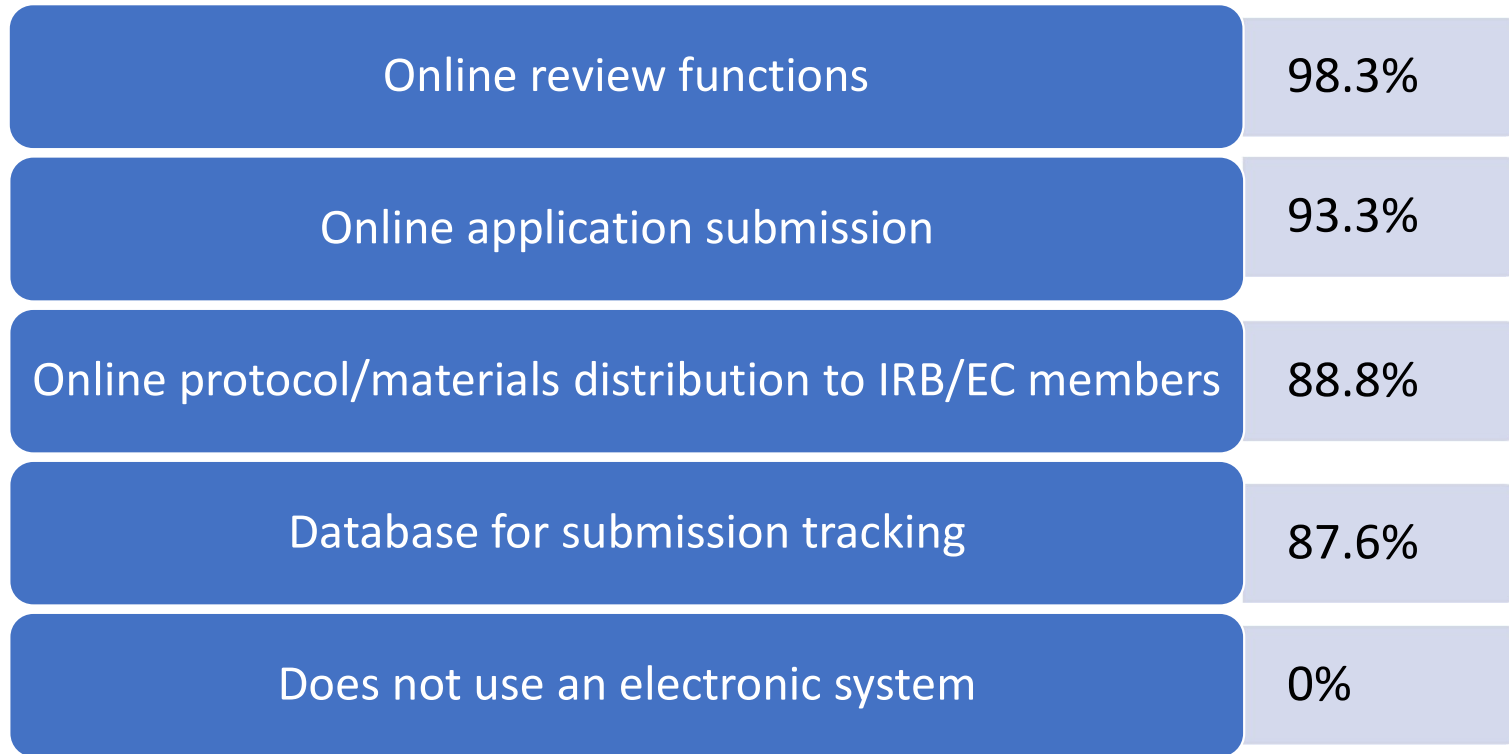 Online review functions 98.3%
Online application submission 93.3%
Online protocol/materials distribution to IRB/EC members 88.8%
Database for submission tracking 87.6%
Does not use an electronic system 0%